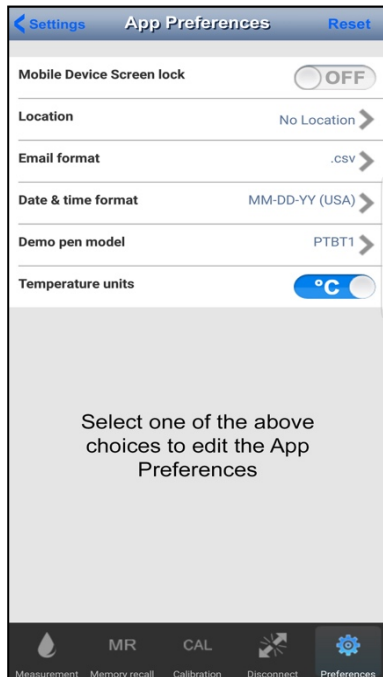 Settings App Preferences Reset
Mobile Device Screen lock OFF
Location No Location
Email format .csv
Date & time format MM-DD-YY (USA)
Demo pen model PTBT1
Temperature units °C
Select one of the above
choices to edit the App
Preferences
MR CAL
Measurement Memory recall Calibration Disconnect Preferences